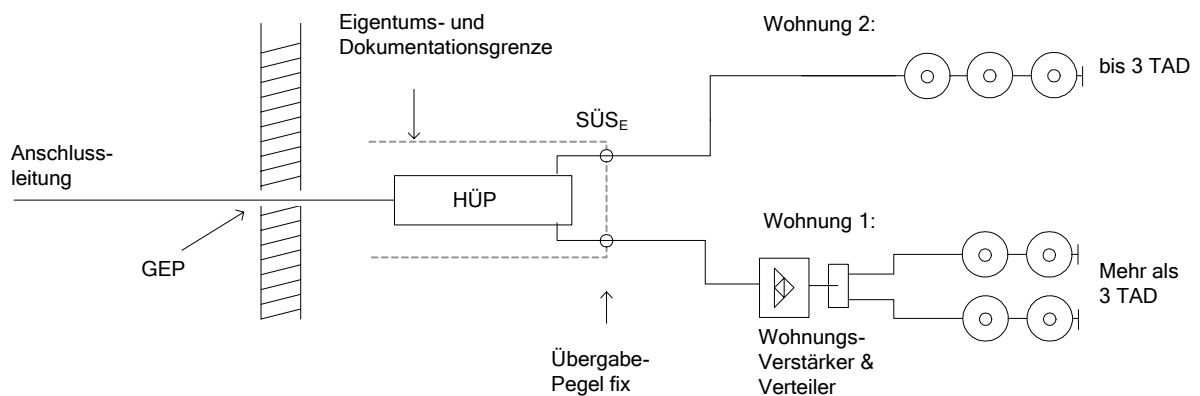 Eigentums- und
Dokumentationsgrenze
Wohnung 2:
bis 3 TAD
SÜSE
Anschluss-
leitung
HÜP
GEP
Wohnung 1:
Mehr als
3 TAD
Übergabe-
Pegel fix
Wohnungs-
Verstärker &
Verteiler